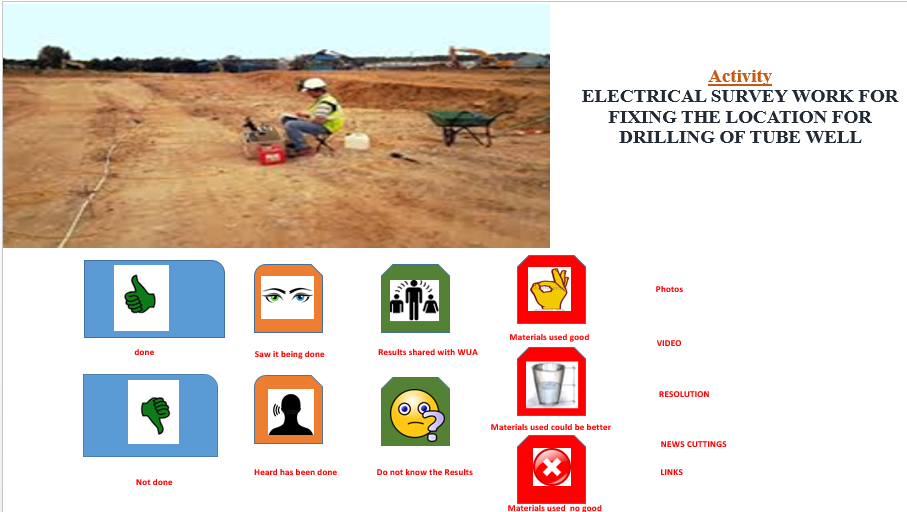 Activity
ELECTRICAL SURVEY WORK FOR
FIXING THE LOCATION FOR
DRILLING OF TUBE WELL
done
Saw it being done
Results shared with WUA
Materials used good
Photos
VIDEO
Materials used could be better
RESOLUTION
Not done
Heard has been done
Do not know the Results
Materials used  no good
NEWS CUTTINGS
LINKS